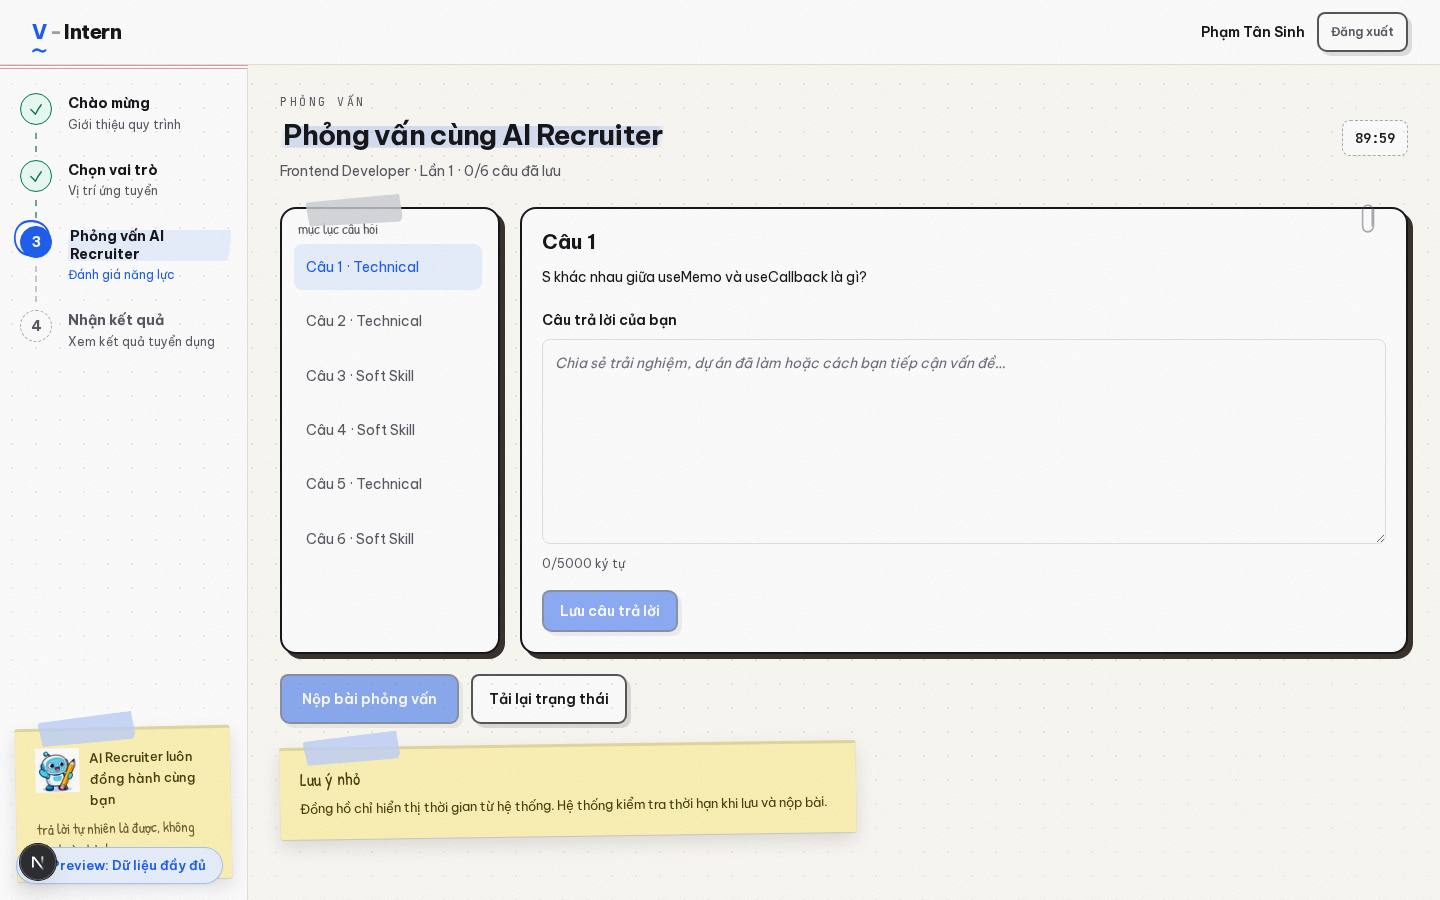 V - Intern
Phạm Tân Sinh
Đăng xuất
Chào mừng
Giới thiệu quy trình
Chọn vai trò
Vị trí ứng tuyển
3
Phỏng vấn AI
Recruiter
Đánh giá năng lực
4
Nhận kết quả
Xem kết quả tuyển dụng
AI Recruiter luôn
đồng hành cùng
bạn
trả lời tự nhiên là được, không
N
Preview: Dữ liệu đầy đủ
PHỎNG VẤN
Phỏng vấn cùng AI Recruiter
Frontend Developer · Lần 1 · 0/6 câu đã lưu
89:59
mục lục câu hỏi
Câu 1 · Technical
Câu 2 · Technical
Câu 3 · Soft Skill
Câu 4 · Soft Skill
Câu 5 · Technical
Câu 6 · Soft Skill
Câu 1
S khác nhau giữa useMemo và useCallback là gì?
Câu trả lời của bạn
Chia sẻ trải nghiệm, dự án đã làm hoặc cách bạn tiếp cận vấn đề...
0/5000 ký tự
Lưu câu trả lời
Nộp bài phỏng vấn
Tải lại trạng thái
Lưu ý nhỏ
Đồng hồ chỉ hiển thị thời gian từ hệ thống. Hệ thống kiểm tra thời hạn khi lưu và nộp bài.